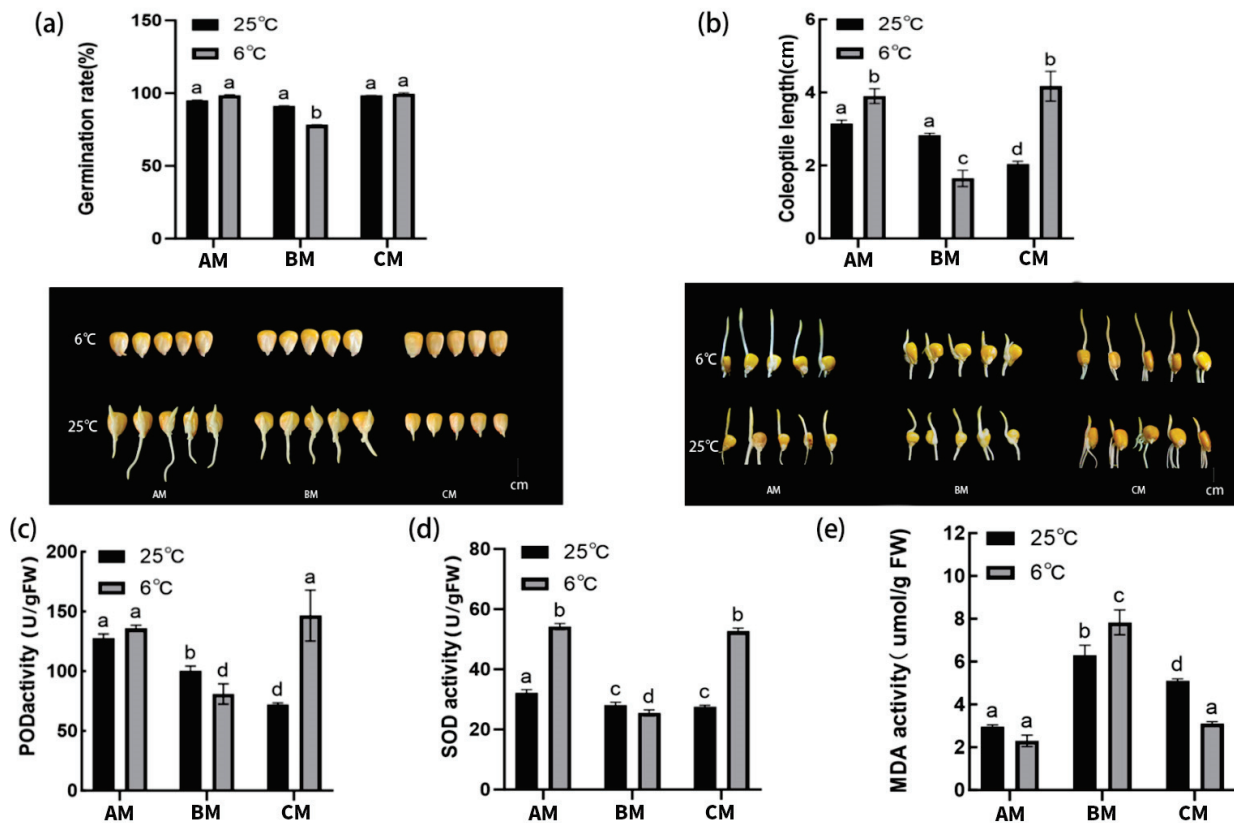 (a)
25℃
6℃
Germination rate(%)
150
100
50
0
a a a b a a
AM BM CM
(b)
25℃
6℃
Coleoptile length(cm)
6
4
2
0
a b a c d b
AM BM CM
6℃
25℃
AM BM CM
cm
6℃
25℃
AM BM CM
cm
(c)
25℃
6℃
PODactivity (U/gFW)
200
150
100
50
0
a a b d d a
AM BM CM
(d)
25℃
6℃
SOD activity(U/gFW)
80
60
40
20
0
a b c d c b
AM BM CM
(e)
25℃
6℃
MDA activity( umol/g FW)
12
10
8
6
4
2
0
a a b c d a
AM BM CM